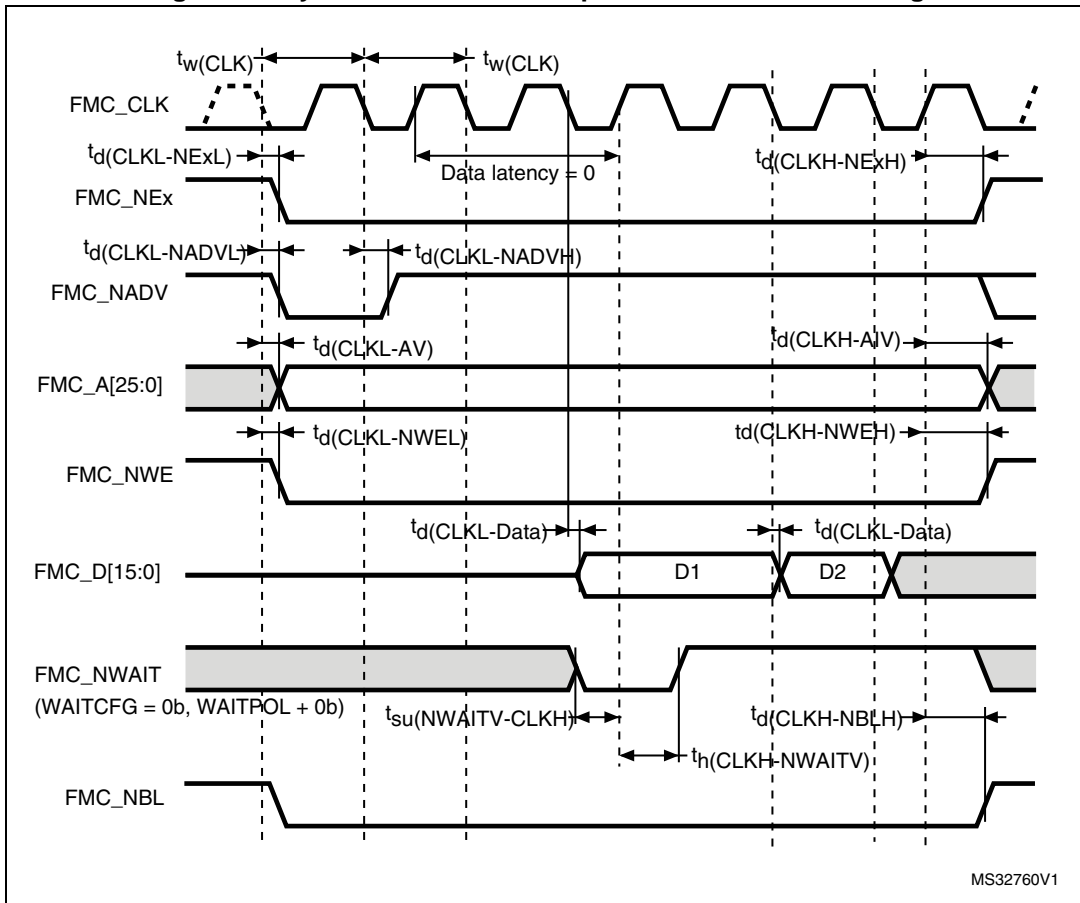 tw(CLK) tw(CLK)
FMC_CLK
td(CLKL-NExL) Data latency = 0 td(CLKH-NExH)
FMC_NEx
td(CLKL-NADVL) td(CLKL-NADVH)
FMC_NADV
td(CLKL-AV) td(CLKH-AIV)
FMC_A[25:0]
td(CLKL-NWEL) td(CLKH-NWEH)
FMC_NWE
td(CLKL-Data) td(CLKL-Data)
FMC_D[15:0] D1 D2
FMC_NWAIT
(WAITCFG = 0b, WAITPOL + 0b)
tsu(NWAITV-CLKH) td(CLKH-NBLH)
th(CLKH-NWAITV)
FMC_NBL
MS32760V1